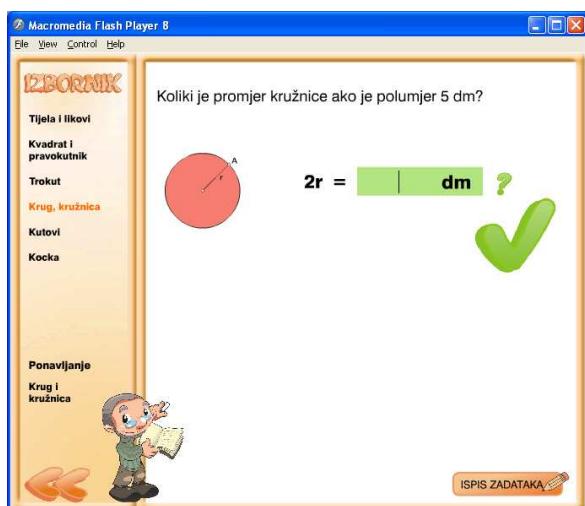 Macromedia Flash Player 8
File View Control Help
IZBORNIK
Tijela i likovi
Kvadrat i
pravokutnik
Trokut
Krug, kružnica
Kutovi
Kocka
Ponavljanje
Krug i
kružnica
Koliki je promjer kružnice ako je polumjer 5 dm?
A
r
2r = dm ?
ISPIS ZADATAKA